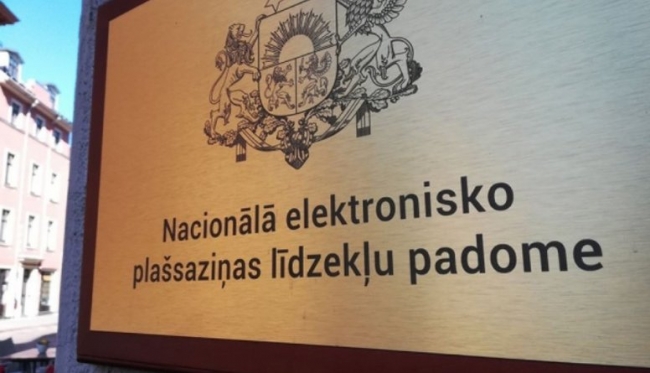 Nacionālā elektronisko
plašsaziņas līdzekļu padome